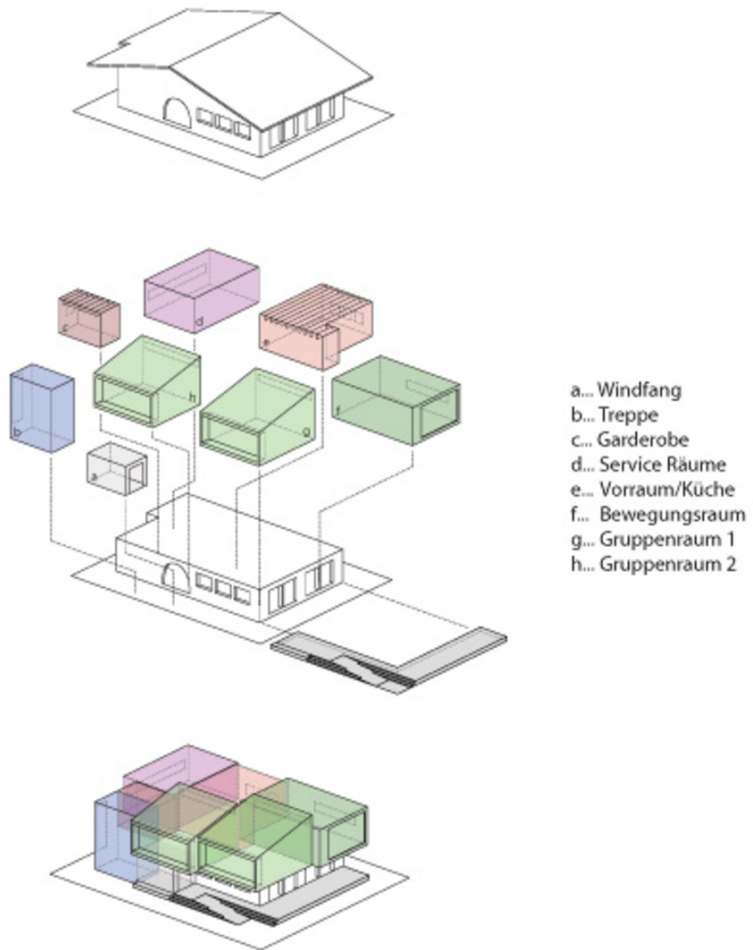 c
d
e
h
b
g
f
a
a... Windfang
b... Treppe
c... Garderobe
d... Service Räume
e... Vorraum/Küche
f... Bewegungsraum
g... Gruppenraum 1
h... Gruppenraum 2